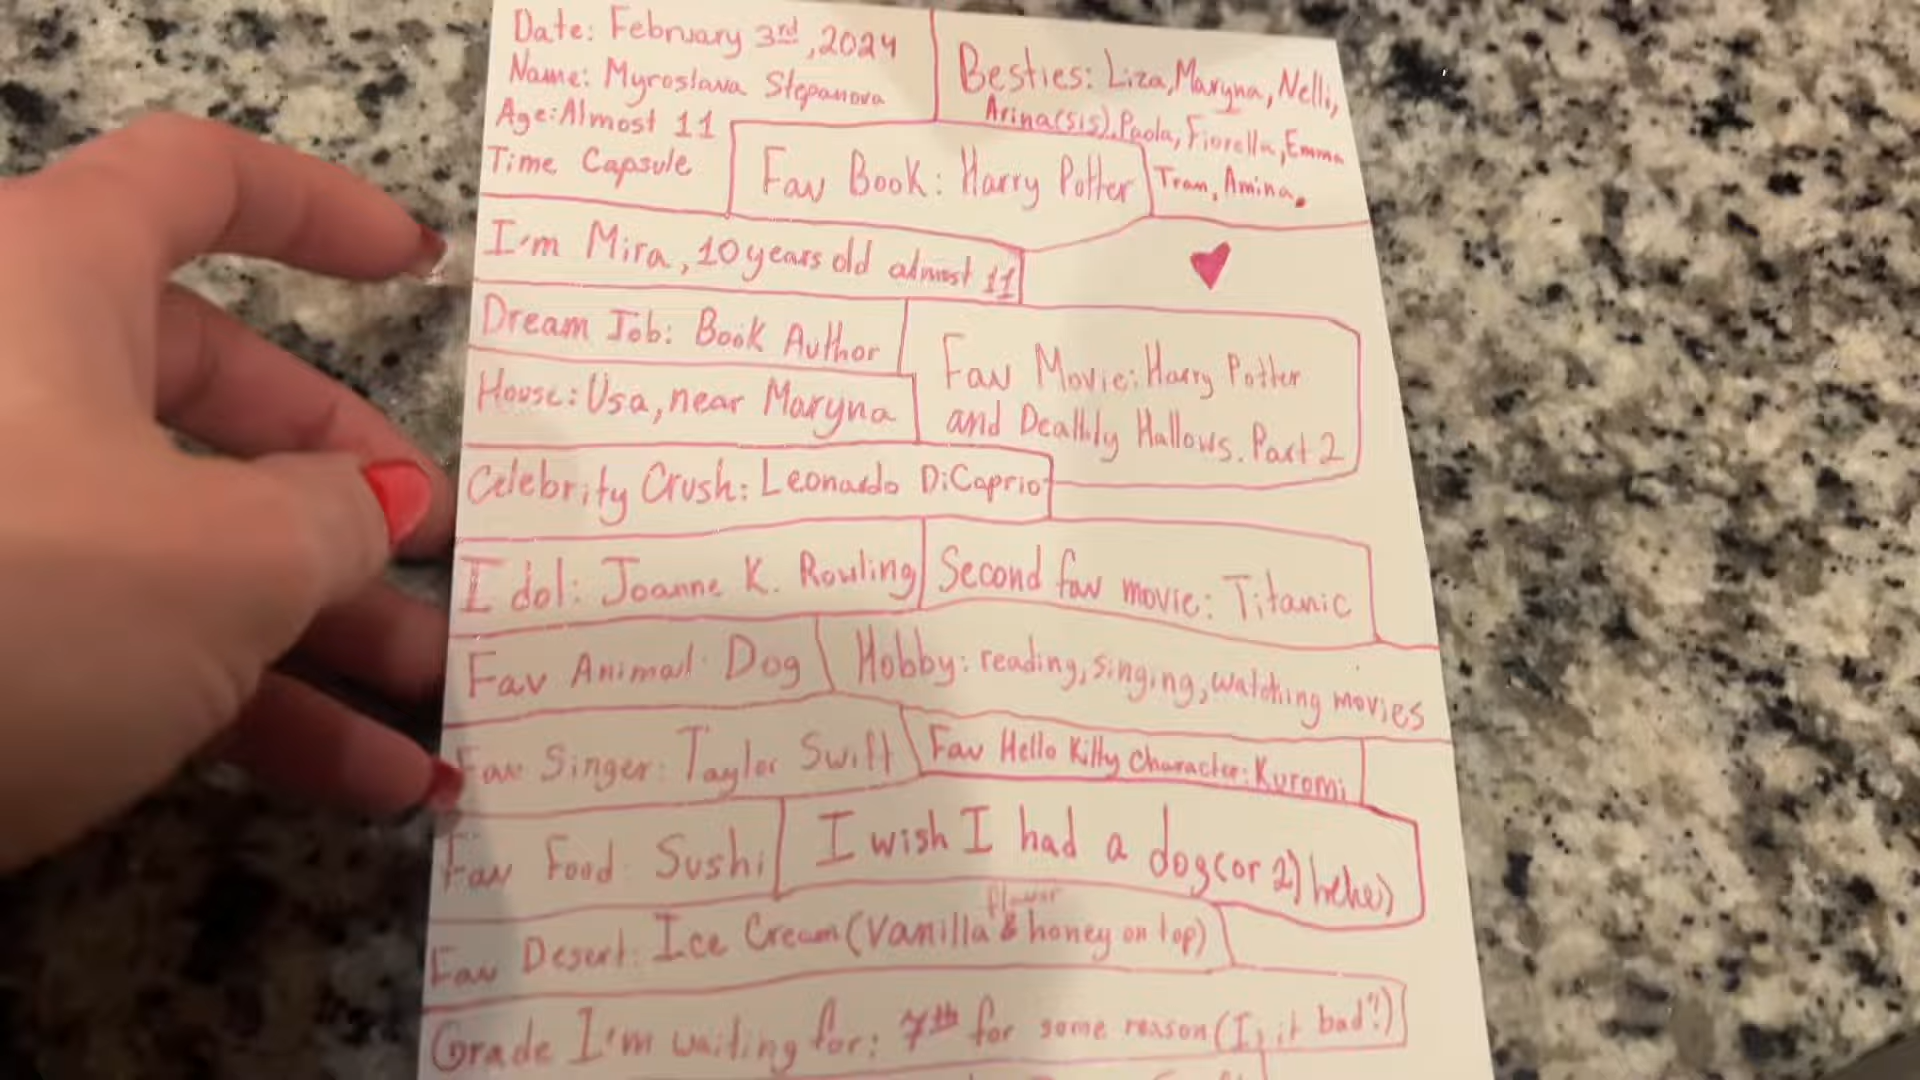 Date: February 3rd, 2024
Name: Myroslava Stepanova
Age: Almost 11
Time Capsule
Besties: Liza, Maryna, Nelli,
Arina(sis), Paola, Fiorella, Emma
Tran, Amina.
Fav Book: Harry Potter
I'm Mira, 10 years old almost 11
Dream Job: Book Author
House: Usa, near Maryna
Fav Movie: Harry Potter
and Deathly Hallows. Part 2
Celebrity Crush: Leonardo DiCaprio
Idol: Joanne K. Rowling
Second fav movie: Titanic
Fav Animal: Dog
Hobby: reading, singing, watching movies
Fav Singer: Taylor Swift
Fav Hello Kitty Character: Kuromi
Fav Food: Sushi
I wish I had a dog(or 2) hehe)
flavor
Fav Desert: Ice Cream (Vanilla & honey on top)
Grade I'm waiting for: 7th for some reason (Is it bad?)